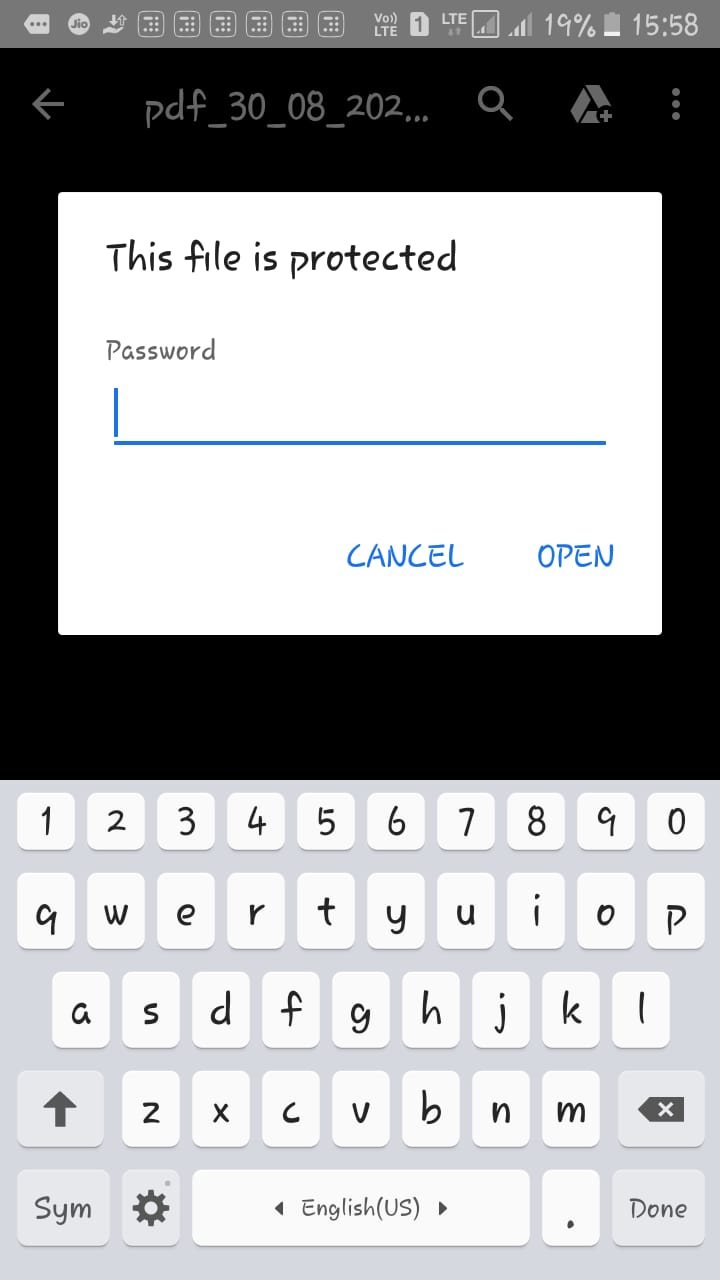 Jio Vo) LTE 1 LTE 19% 15:58
pdf_30_08_202...
This file is protected
Password
CANCEL OPEN
1 2 3 4 5 6 7 8 9 0
q w e r t y u i o p
a s d f g h j k l
z x c v b n m
Sym English(US) . Done